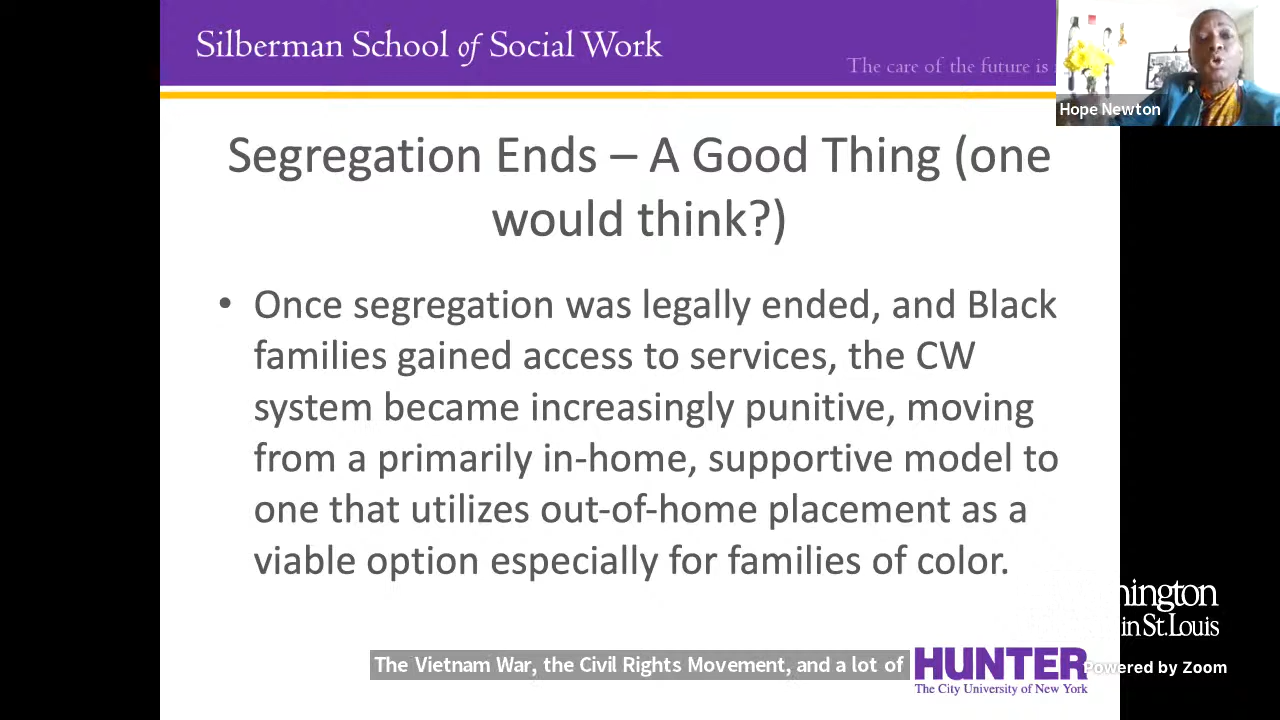 Silberman School of Social Work
The care of the future is
Hope Newton
Segregation Ends – A Good Thing (one
would think?)
• Once segregation was legally ended, and Black
families gained access to services, the CW
system became increasingly punitive, moving
from a primarily in-home, supportive model to
one that utilizes out-of-home placement as a
viable option especially for families of color.
in St. Louis
The Vietnam War, the Civil Rights Movement, and a lot of
HUNTER
The City University of New York
Powered by Zoom